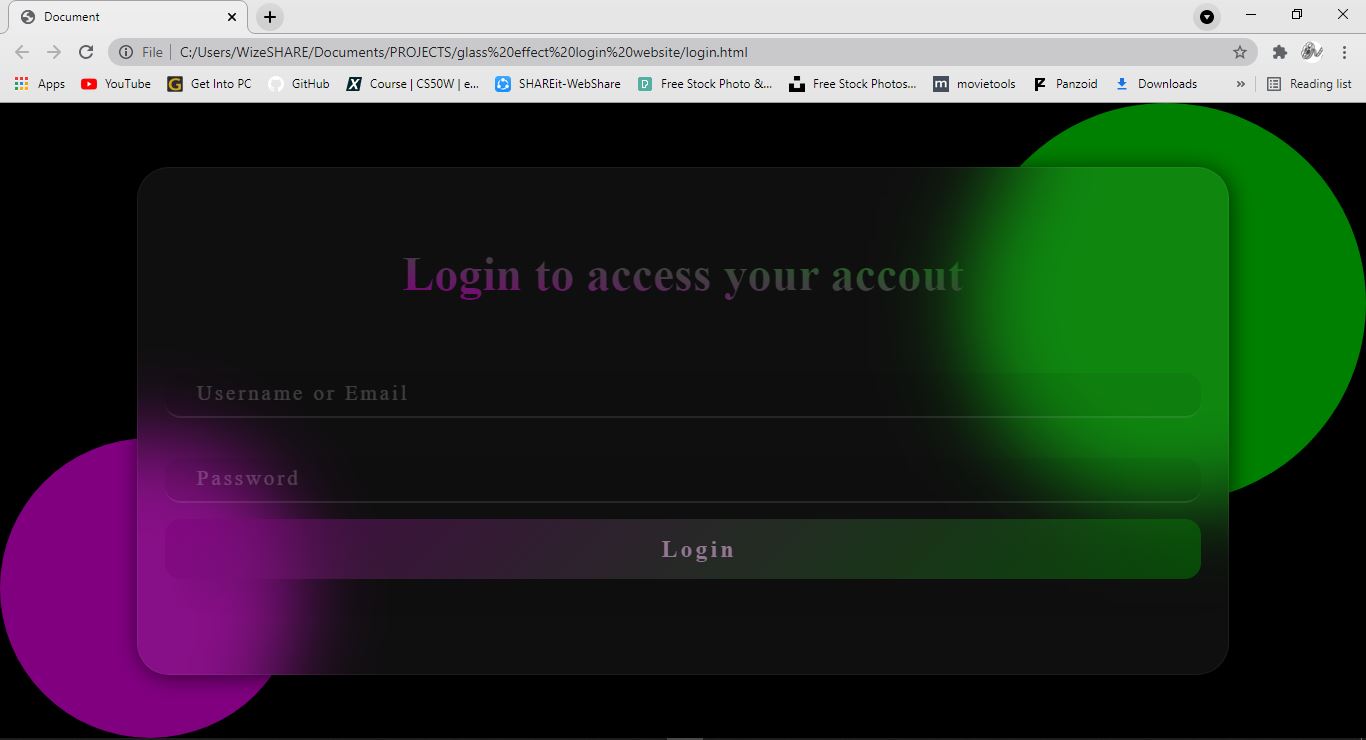 Document
File
C:/Users/WizeSHARE/Documents/PROJECTS/glass%20effect%20login%20website/login.html
Apps YouTube Get Into PC GitHub Course | CS50W | e... SHAREit-WebShare Free Stock Photo &... Free Stock Photos... movietools Panzoid Downloads » Reading list
Login to access your accout
Username or Email
Password
Login